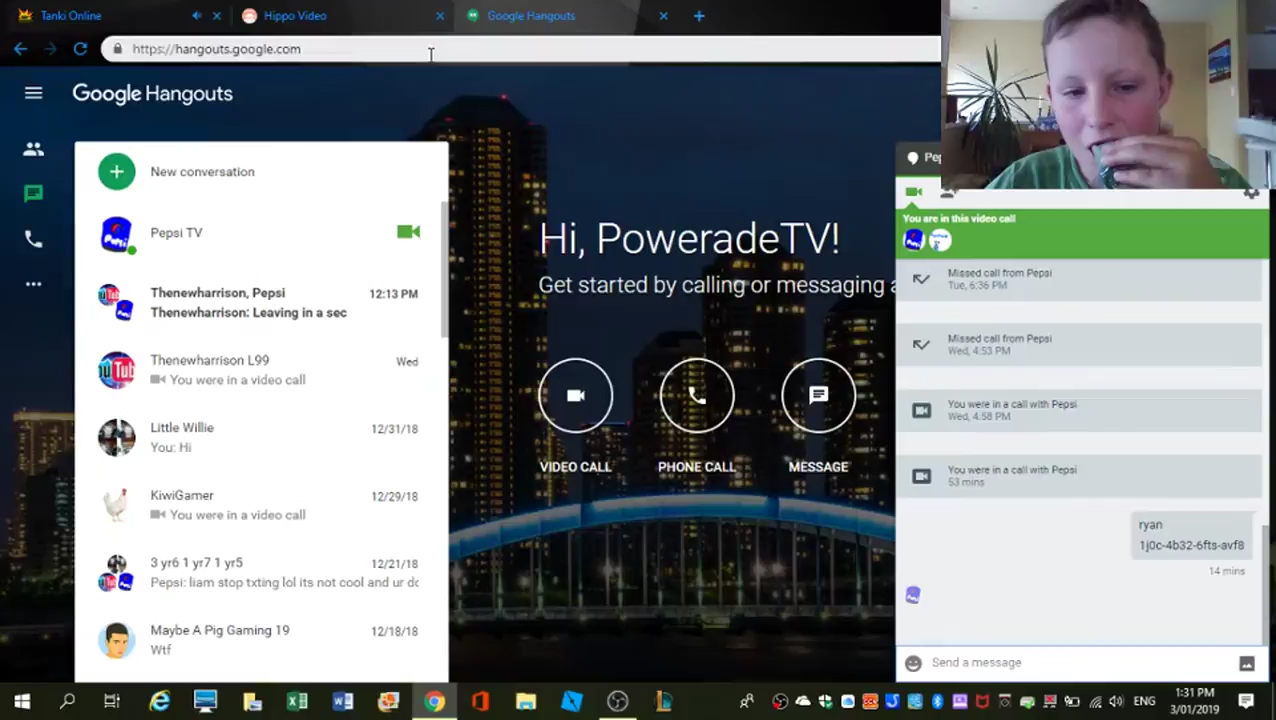 Tanki Online
Hippo Video
Google Hangouts
https://hangouts.google.com
Google Hangouts
New conversation
Pepsi TV
Thenewharrison, Pepsi 12:13 PM
Thenewharrison: Leaving in a sec
Thenewharrison L99 Wed
You were in a video call
Little Willie 12/31/18
You: Hi
KiwiGamer 12/29/18
You were in a video call
3 yr6 1 yr7 1 yr5 12/21/18
Pepsi: liam stop txting lol its not cool and ur do
Maybe A Pig Gaming 19 12/18/18
Wtf
Hi, PoweradeTV!
Get started by calling or messaging a
VIDEO CALL PHONE CALL MESSAGE
Pep
You are in this video call
Missed call from Pepsi
Tue, 6:36 PM
Missed call from Pepsi
Wed, 4:53 PM
You were in a call with Pepsi
Wed, 4:58 PM
You were in a call with Pepsi
53 mins
ryan
1j0c-4b32-6fts-avf8
14 mins
Send a message
ENG
1:31 PM
3/01/2019